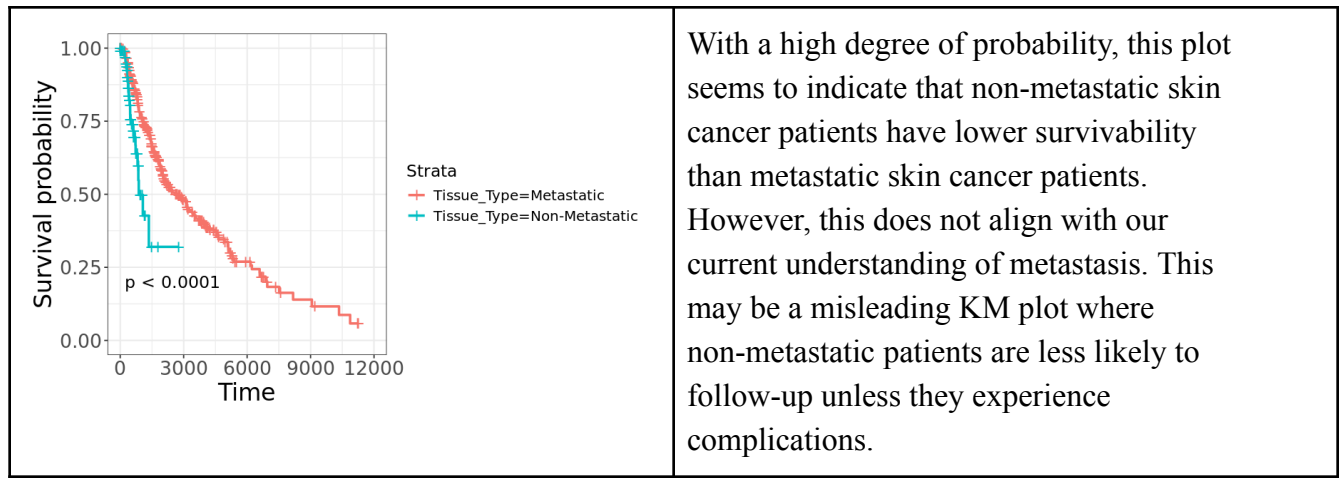 1.00
0.75
0.50
0.25
0.00
Survival probability
p < 0.0001
0 3000 6000 9000 12000
Time
Strata
Tissue_Type=Metastatic
Tissue_Type=Non-Metastatic
With a high degree of probability, this plot
seems to indicate that non-metastatic skin
cancer patients have lower survivability
than metastatic skin cancer patients.
However, this does not align with our
current understanding of metastasis. This
may be a misleading KM plot where
non-metastatic patients are less likely to
follow-up unless they experience
complications.